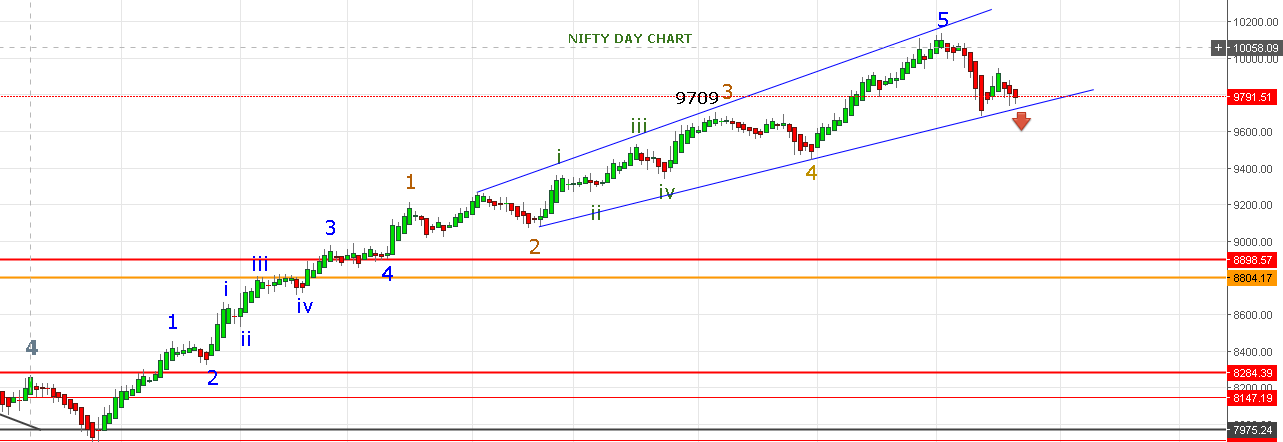 NIFTY DAY CHART
5
10200.00
+ 10058.09
10000.00
9709 3
9791.51
iii
9600.00
i
4
9400.00
1
iv
ii
9200.00
3
2
9000.00
iii
4
8898.57
i
8804.17
iv
1
ii
8600.00
4
8400.00
2
8284.39
8200.00
8147.19
7975.24